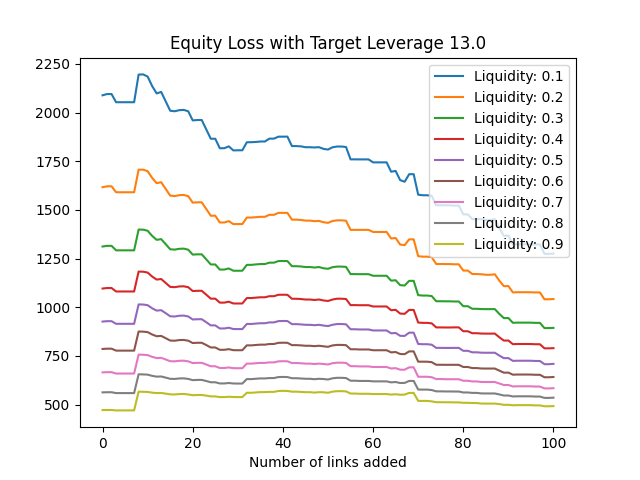 Equity Loss with Target Leverage 13.0
2250
2000
1750
1500
1250
1000
750
500
Liquidity: 0.1
Liquidity: 0.2
Liquidity: 0.3
Liquidity: 0.4
Liquidity: 0.5
Liquidity: 0.6
Liquidity: 0.7
Liquidity: 0.8
Liquidity: 0.9
0 20 40 60 80 100
Number of links added